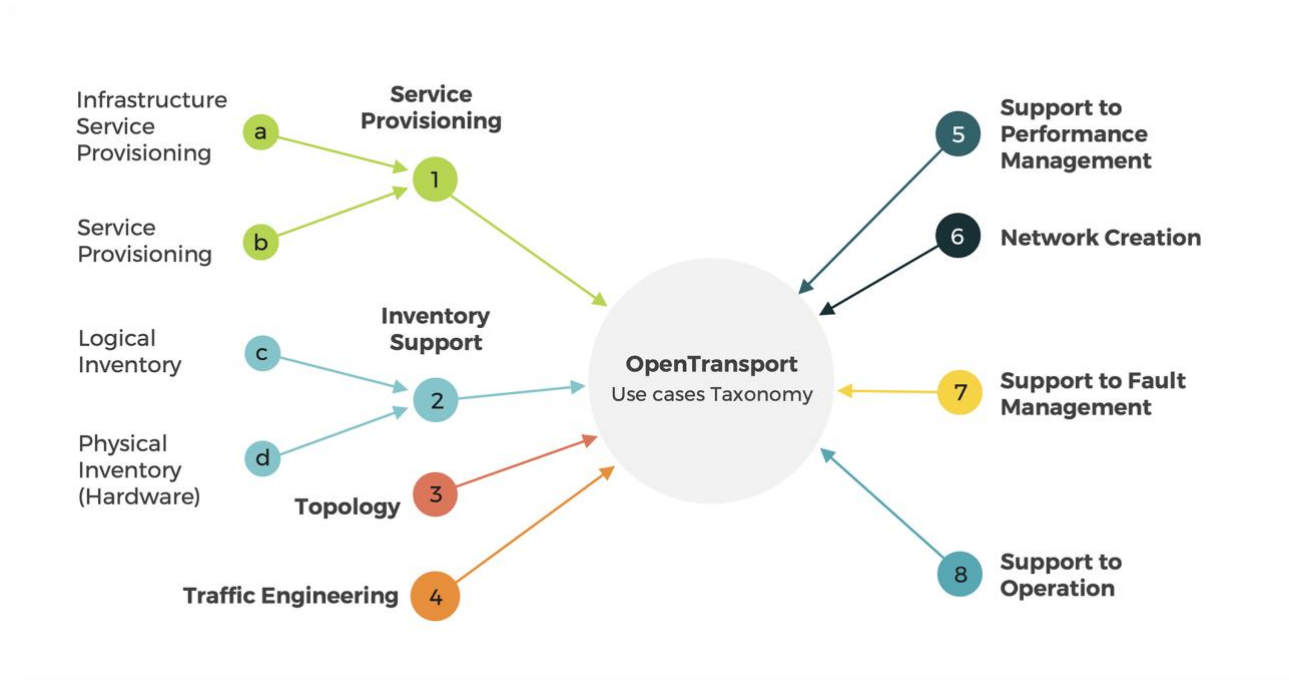 Infrastructure
Service
Provisioning
a
Service
Provisioning
1
Service
Provisioning
b
Logical
Inventory
c
Inventory
Support
2
Physical
Inventory
(Hardware)
d
Topology
3
Traffic Engineering
4
OpenTransport
Use cases Taxonomy
5
Support to
Performance
Management
6
Network Creation
7
Support to Fault
Management
8
Support to
Operation